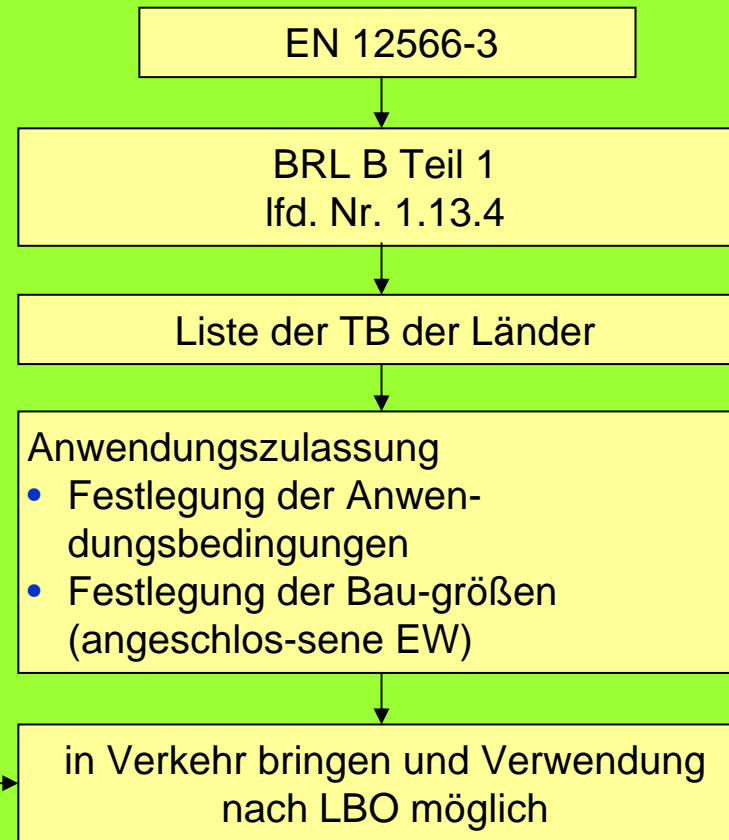 EN 12566-3
BRL B Teil 1
lfd. Nr. 1.13.4
Liste der TB der Länder
Anwendungszulassung
• Festlegung der Anwen-
dungsbedingungen
• Festlegung der Bau-größen
(angeschlos-sene EW)
in Verkehr bringen und Verwendung
nach LBO möglich